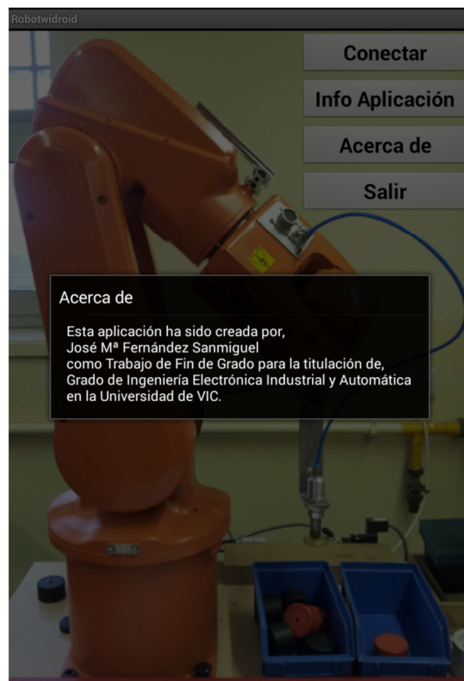 Robotwidroid
Conectar
Info Aplicación
Acerca de
Salir
Acerca de
Esta aplicación ha sido creada por,
José Mª Fernández Sanmiguel
como Trabajo de Fin de Grado para la titulación de,
Grado de Ingeniería Electrónica Industrial y Automática
en la Universidad de VIC.